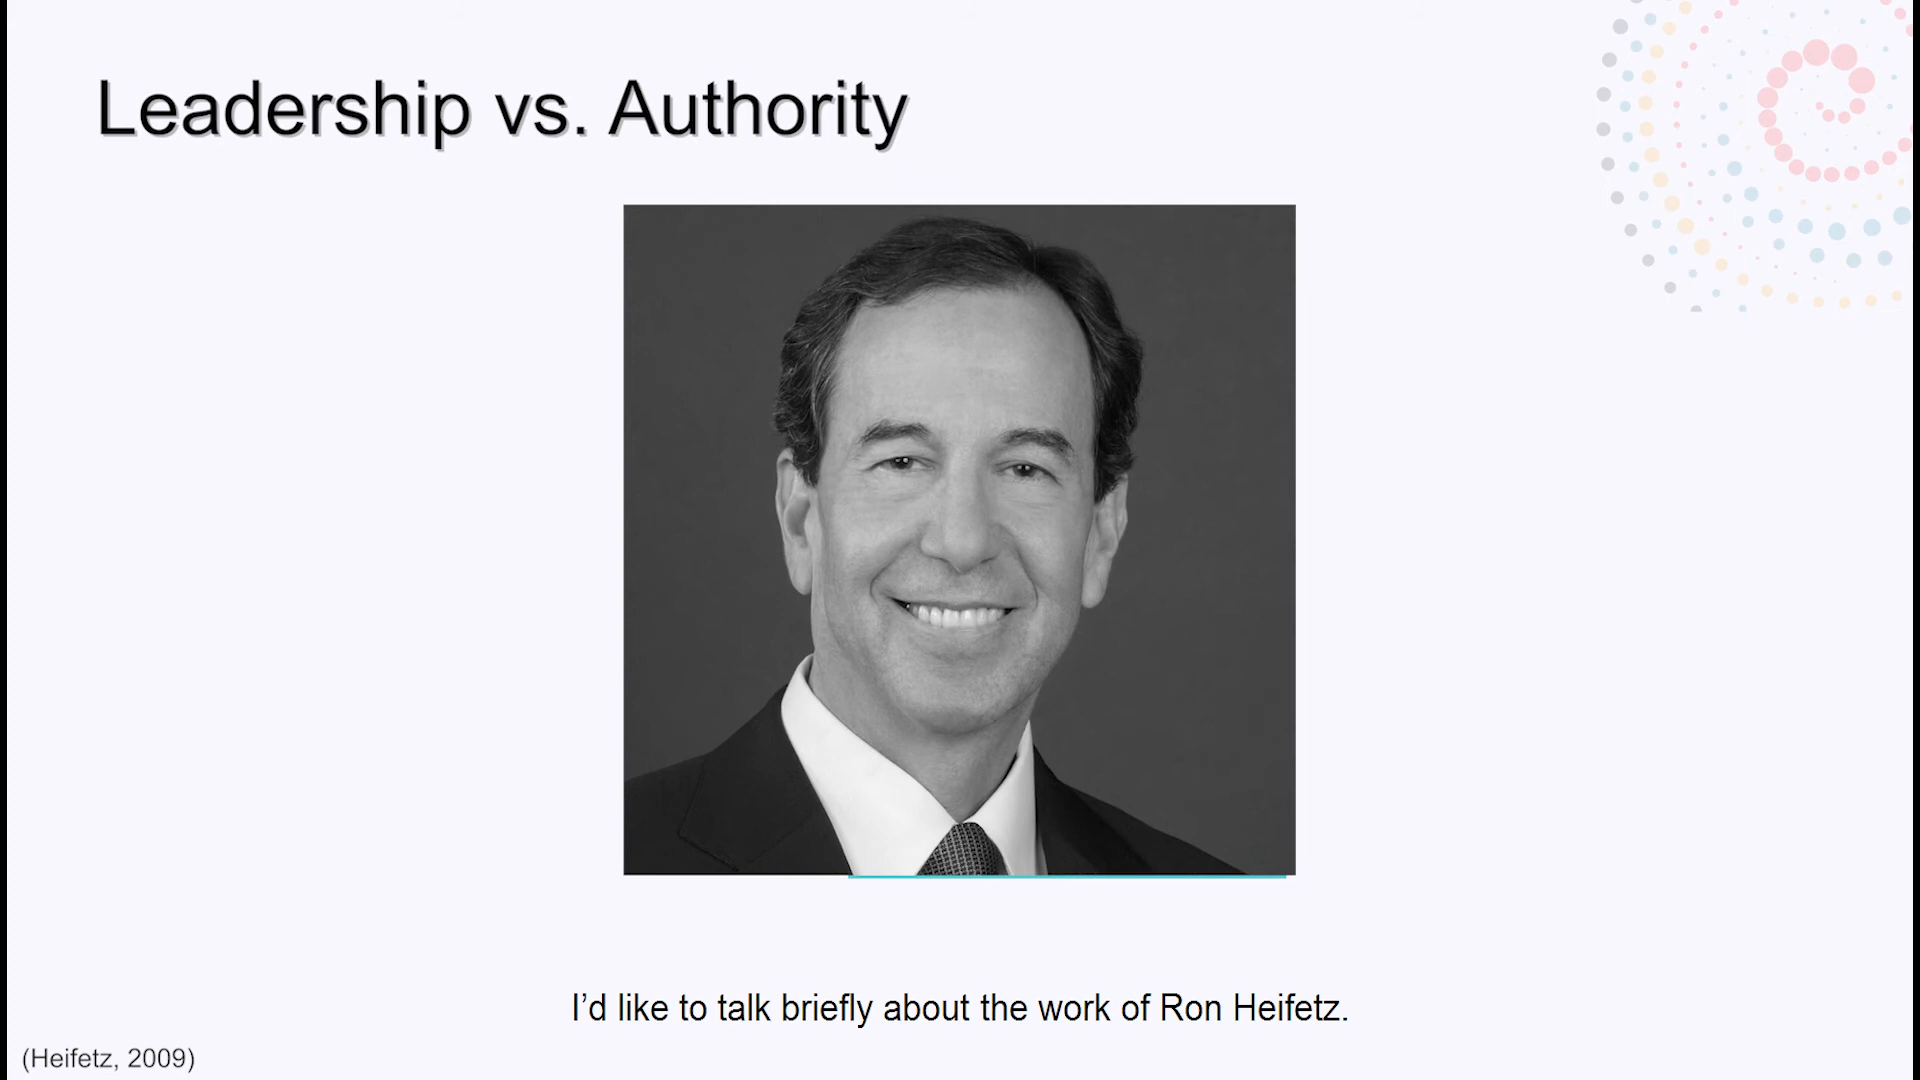 Leadership vs. Authority
I’d like to talk briefly about the work of Ron Heifetz.
(Heifetz, 2009)